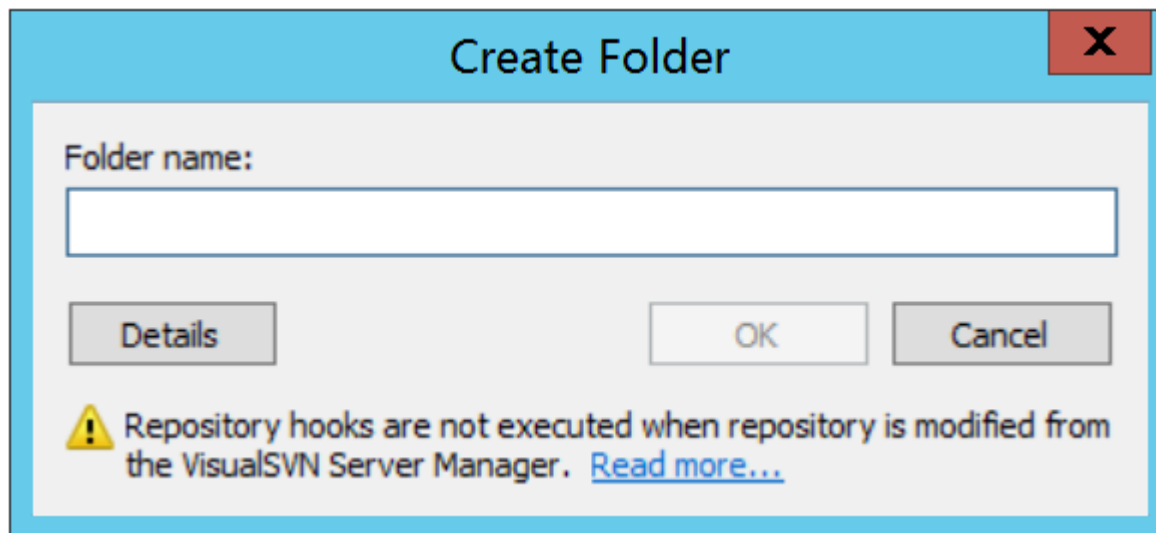 Create Folder
X
Folder name:
Details
OK
Cancel
Repository hooks are not executed when repository is modified from
the VisualSVN Server Manager. Read more...